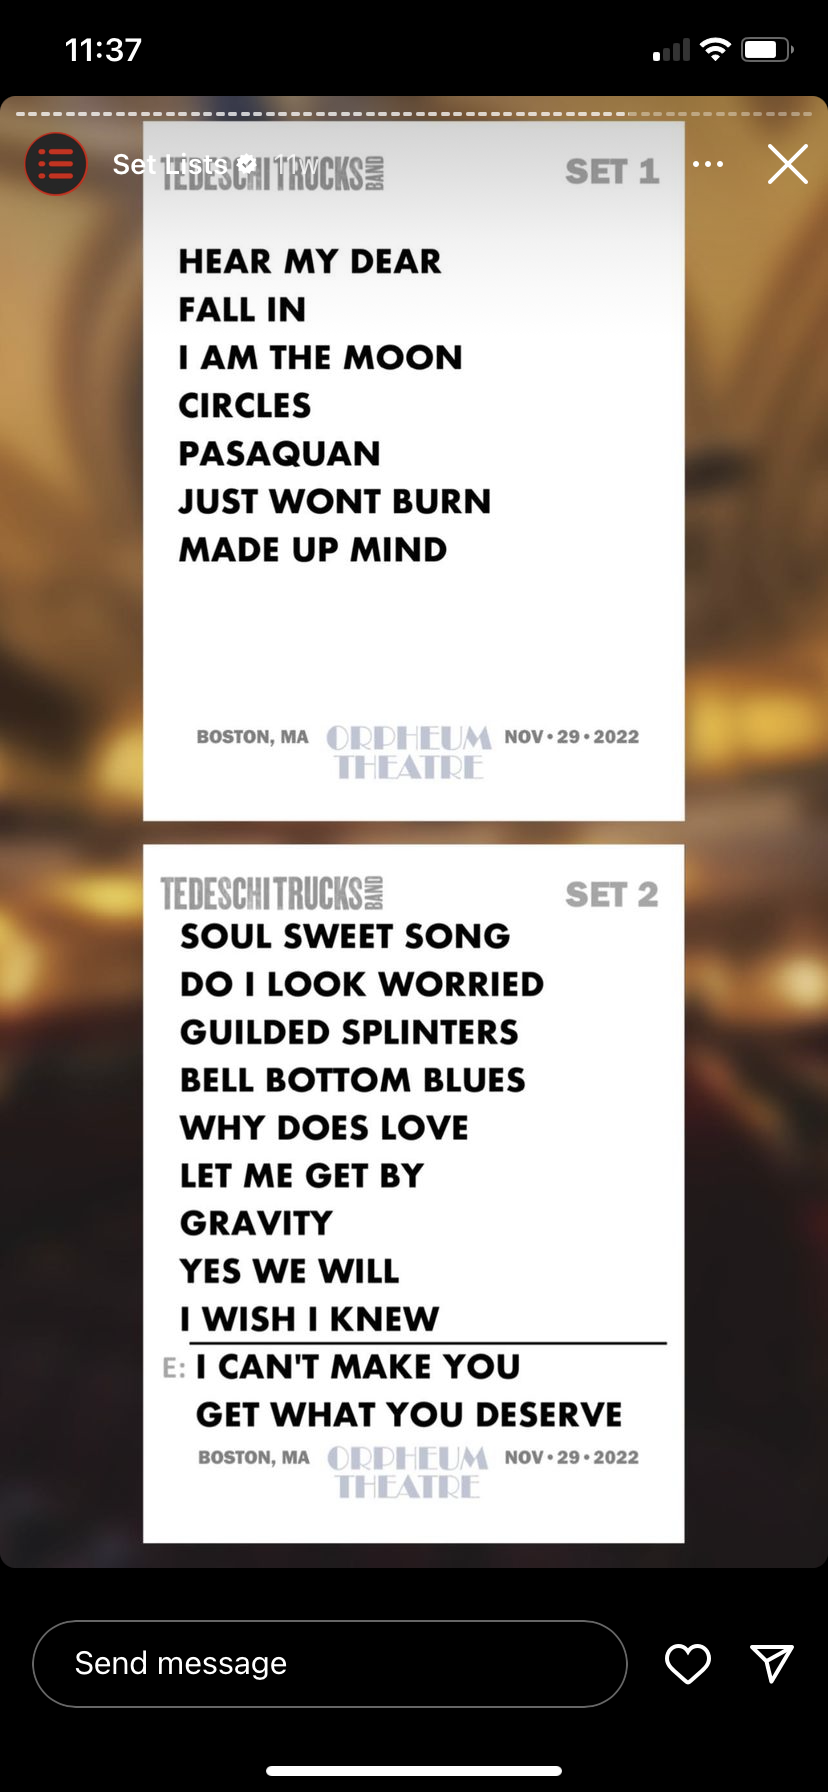 11:37
Set Lists 11w
TEDESCHI TRUCKS BAND SET 1
HEAR MY DEAR
FALL IN
I AM THE MOON
CIRCLES
PASAQUAN
JUST WONT BURN
MADE UP MIND
BOSTON, MA ORPHEUM THEATRE NOV • 29 • 2022
TEDESCHI TRUCKS BAND SET 2
SOUL SWEET SONG
DO I LOOK WORRIED
GUILDED SPLINTERS
BELL BOTTOM BLUES
WHY DOES LOVE
LET ME GET BY
GRAVITY
YES WE WILL
I WISH I KNEW
E: I CAN'T MAKE YOU
GET WHAT YOU DESERVE
BOSTON, MA ORPHEUM THEATRE NOV • 29 • 2022
Send message